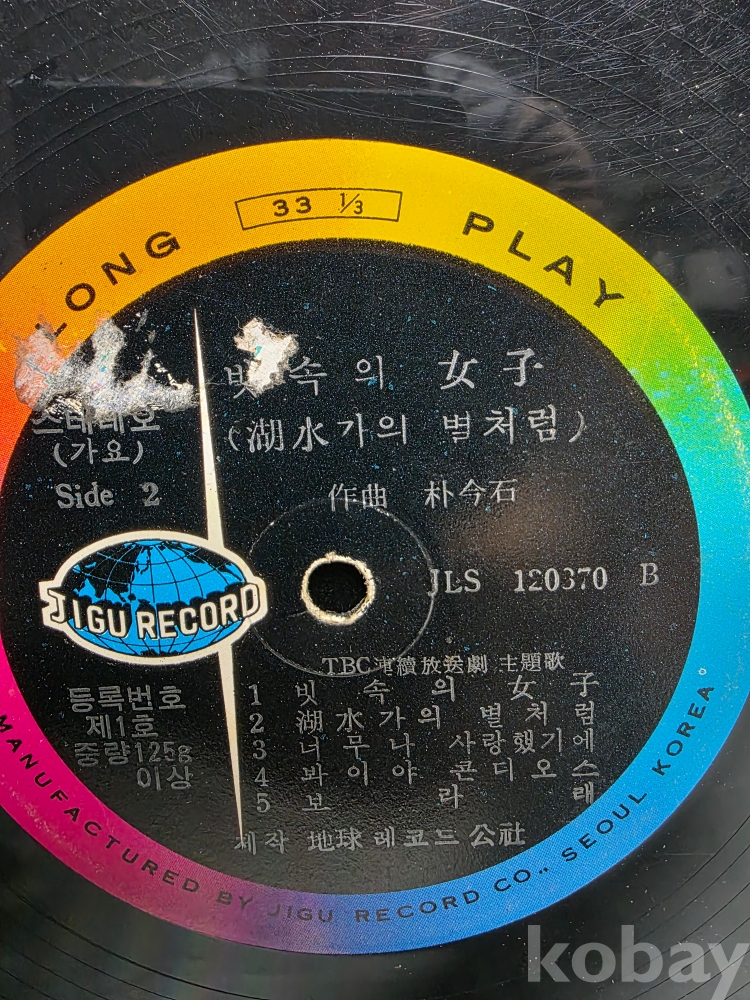 LONG PLAY
33 1/3
빗속의 女子
(湖水가의 별처럼)
스테레오
(가요)
Side 2
作曲 朴今石
JIGU RECORD
JLS 120370 B
TBC連續放送劇 主題歌
1 빗속의 女子
2 湖水가의 별처럼
3 너무나 사랑했기에
4 봐이야 콘디오스
5 보라래
등록번호
제1호
중량125g
이상
제작 地球레코드公社
MANUFACTURED BY JIGU RECORD CO., SEOUL KOREA
kobay